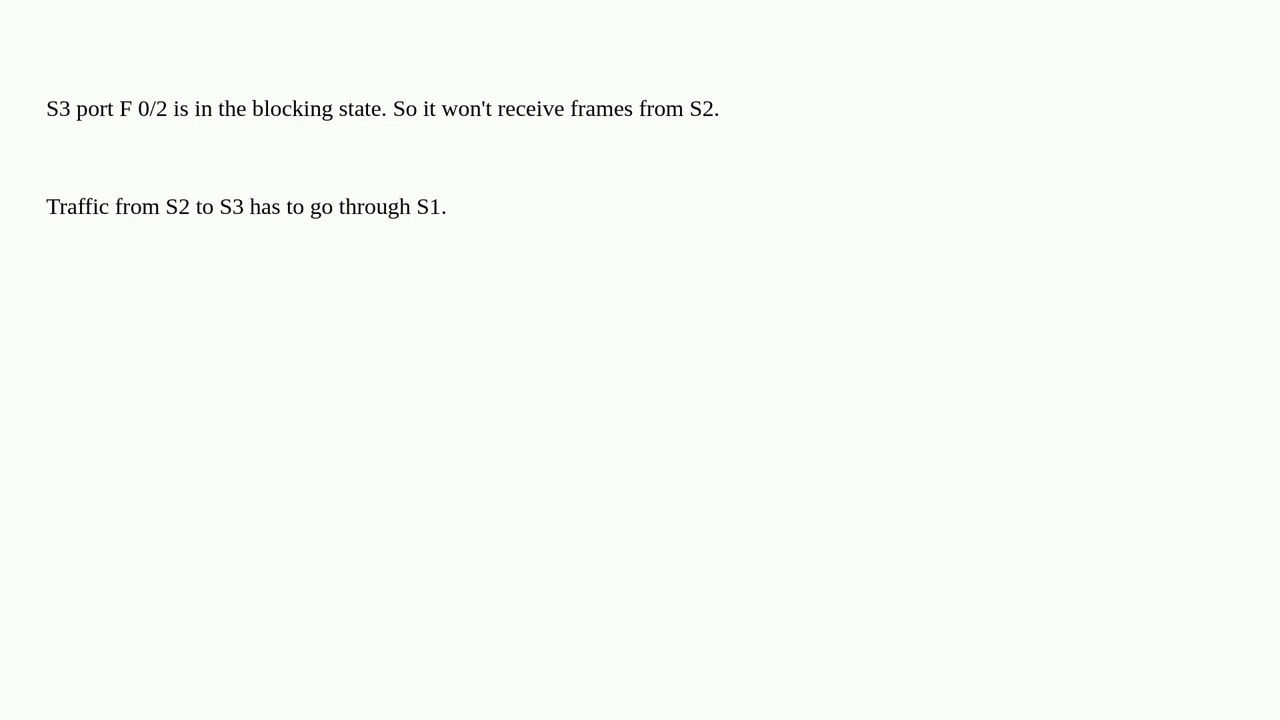 S3 port F 0/2 is in the blocking state. So it won't receive frames from S2.
Traffic from S2 to S3 has to go through S1.